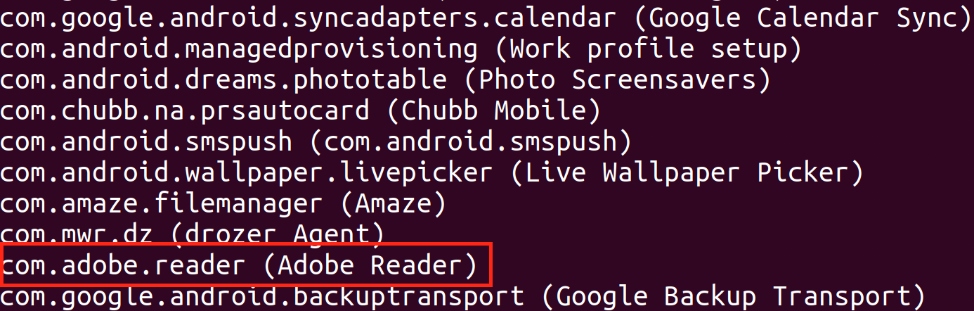 com.google.android.syncadapters.calendar (Google Calendar Sync)
com.android.managedprovisioning (Work profile setup)
com.android.dreams.phototable (Photo Screensavers)
com.chubb.na.prsautocard (Chubb Mobile)
com.android.smspush (com.android.smspush)
com.android.wallpaper.livepicker (Live Wallpaper Picker)
com.amaze.filemanager (Amaze)
com.mwr.dz (drozer Agent)
com.adobe.reader (Adobe Reader)
com.google.android.backuptransport (Google Backup Transport)